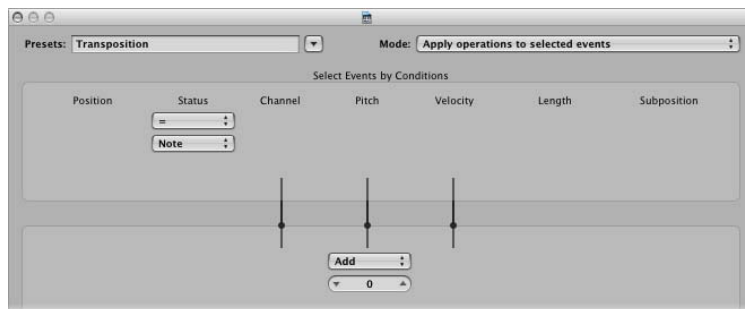 Presets: Transposition Mode: Apply operations to selected events
Select Events by Conditions
Position Status Channel Pitch Velocity Length Subposition
=
Note
Add
0